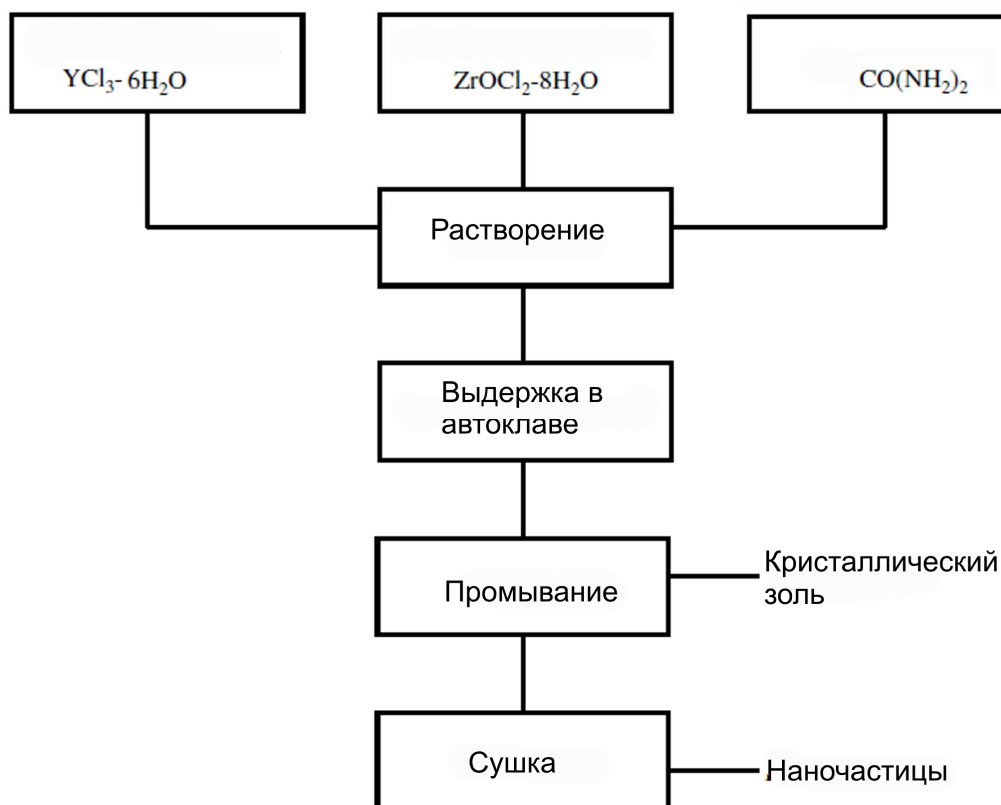 YCl₃- 6H₂O
ZrOCl₂-8H₂O
CO(NH₂)₂
Растворение
Выдержка в
автоклаве
Промывание
Кристаллический
золь
Сушка
Наночастицы